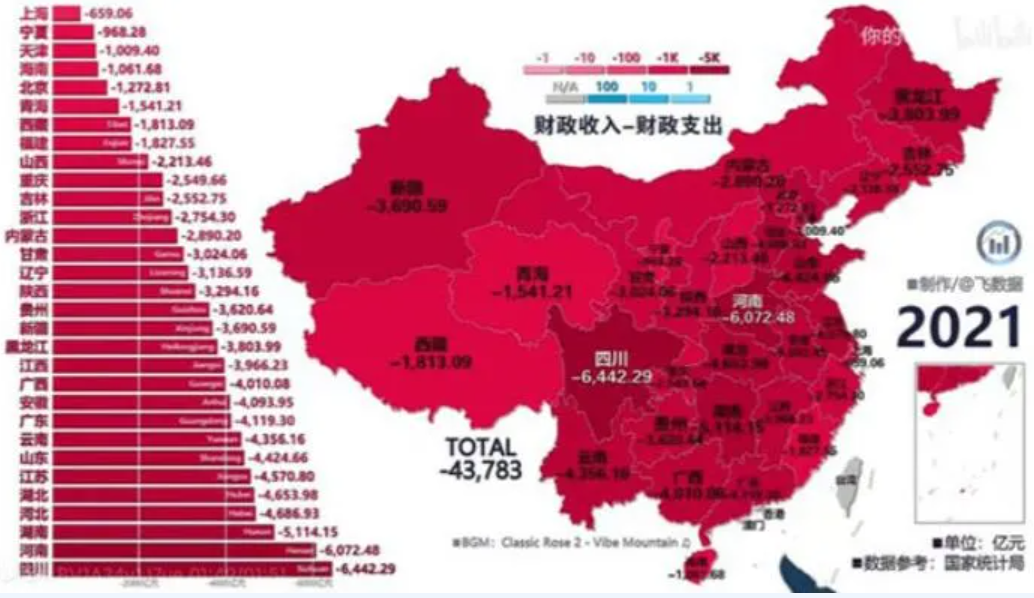 上海 -659.06
宁夏 -968.28
天津 -1,009.40
海南 -1,061.68
北京 -1,272.81
青海 -1,541.21
西藏 Tibet -1,813.09
福建 Fujian -1,827.55
山西 Shanxi -2,213.46
重庆 -2,549.66
吉林 Jilin -2,552.75
浙江 Zhejiang -2,754.30
内蒙古 -2,890.20
甘肃 Gansu -3,024.06
辽宁 Liaoning -3,136.59
陕西 Shaanxi -3,294.16
贵州 Guizhou -3,620.64
新疆 Xinjiang -3,690.59
黑龙江 Heilongjiang -3,803.99
江西 Jiangxi -3,966.23
广西 Guangxi -4,010.08
安徽 Anhui -4,093.95
广东 Guangdong -4,119.30
云南 Yunnan -4,356.16
山东 Shandong -4,424.66
江苏 Jiangsu -4,570.80
湖北 Hubei -4,653.98
河北 Hebei -4,686.93
湖南 Hunan -5,114.15
河南 Henan -6,072.48
四川 Sichuan -6,442.29
你的
bilibili
-1 -10 -100 -1K -5K
N/A 100 10 1
财政收入-财政支出
黑龙江
-3,803.99
吉林
-2,552.75
内蒙古
-2,890.20
新疆
-3,690.59
青海
-1,541.21
西藏
-1,813.09
山西
-2,213.46
河南
-6,072.48
四川
-6,442.29
贵州
-3,620.64
湖南
-5,114.15
云南
-4,356.16
广西
-4,010.08
台湾
香港
澳门
TOTAL
-43,783
■制作/@飞数据
2021
■BGM: Classic Rose 2 - Vibe Mountain ♫
■单位：亿元
■数据参考：国家统计局